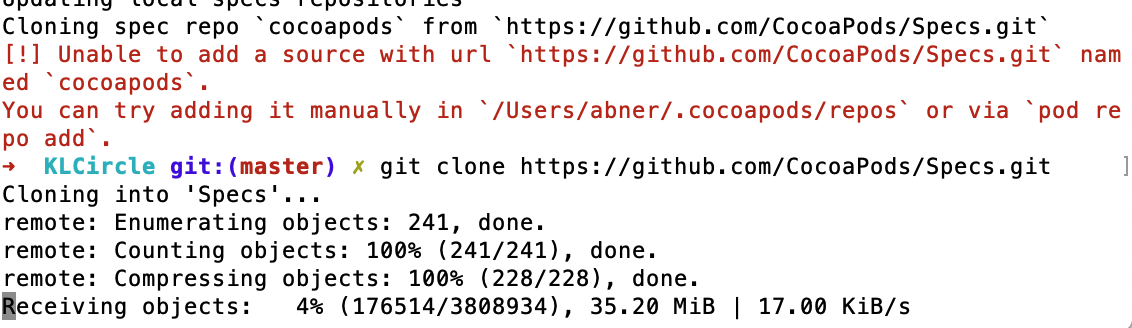 Updating local specs repositories
Cloning spec repo `cocoapods` from `https://github.com/CocoaPods/Specs.git`
[!] Unable to add a source with url `https://github.com/CocoaPods/Specs.git` nam
ed `cocoapods`.
You can try adding it manually in `/Users/abner/.cocoapods/repos` or via `pod re
po add`.
➜  KLCircle git:(master) ✗ git clone https://github.com/CocoaPods/Specs.git ]
Cloning into 'Specs'...
remote: Enumerating objects: 241, done.
remote: Counting objects: 100% (241/241), done.
remote: Compressing objects: 100% (228/228), done.
Receiving objects:   4% (176514/3808934), 35.20 MiB | 17.00 KiB/s